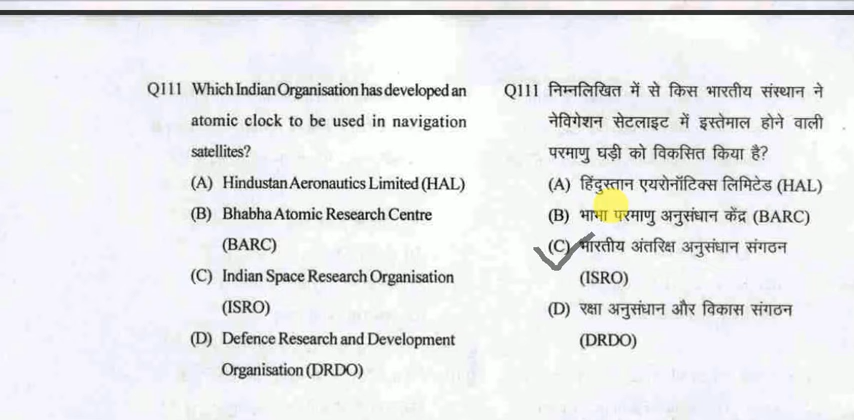 Q111 Which Indian Organisation has developed an
atomic clock to be used in navigation
satellites?
(A) Hindustan Aeronautics Limited (HAL)
(B) Bhabha Atomic Research Centre
(BARC)
(C) Indian Space Research Organisation
(ISRO)
(D) Defence Research and Development
Organisation (DRDO)
Q111 निम्नलिखित में से किस भारतीय संस्थान ने
नेविगेशन सेटलाइट में इस्तेमाल होने वाली
परमाणु घड़ी को विकसित किया है?
(A) हिंदुस्तान एयरोनॉटिक्स लिमिटेड (HAL)
(B) भाभा परमाणु अनुसंधान केंद्र (BARC)
(C) भारतीय अंतरिक्ष अनुसंधान संगठन
(ISRO)
(D) रक्षा अनुसंधान और विकास संगठन
(DRDO)